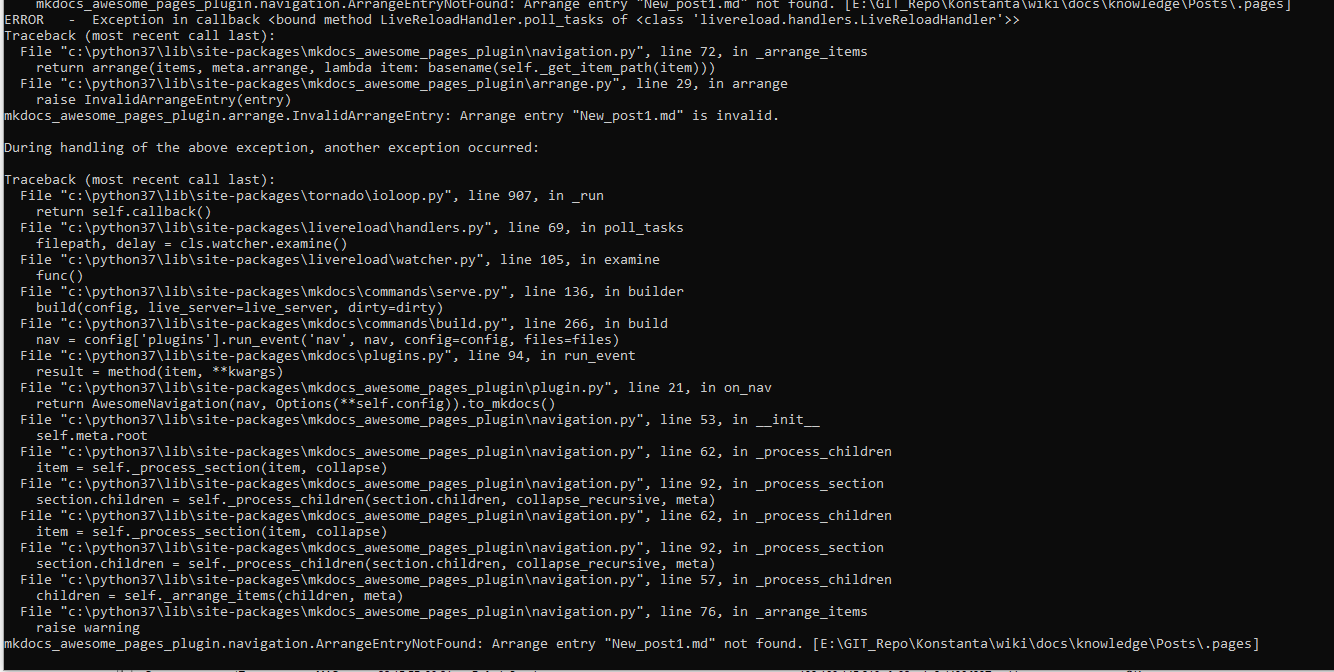 mkdocs_awesome_pages_plugin.navigation.ArrangeEntryNotFound: Arrange entry "New_post1.md" not found. [E:\GIT_Repo\Konstanta\wiki\docs\knowledge\Posts\.pages]
ERROR   -  Exception in callback <bound method LiveReloadHandler.poll_tasks of <class 'livereload.handlers.LiveReloadHandler'>>
Traceback (most recent call last):
  File "c:\python37\lib\site-packages\mkdocs_awesome_pages_plugin\navigation.py", line 72, in _arrange_items
    return arrange(items, meta.arrange, lambda item: basename(self._get_item_path(item)))
  File "c:\python37\lib\site-packages\mkdocs_awesome_pages_plugin\arrange.py", line 29, in arrange
    raise InvalidArrangeEntry(entry)
mkdocs_awesome_pages_plugin.arrange.InvalidArrangeEntry: Arrange entry "New_post1.md" is invalid.
During handling of the above exception, another exception occurred:
Traceback (most recent call last):
  File "c:\python37\lib\site-packages\tornado\ioloop.py", line 907, in _run
    return self.callback()
  File "c:\python37\lib\site-packages\livereload\handlers.py", line 69, in poll_tasks
    filepath, delay = cls.watcher.examine()
  File "c:\python37\lib\site-packages\livereload\watcher.py", line 105, in examine
    func()
  File "c:\python37\lib\site-packages\mkdocs\commands\serve.py", line 136, in builder
    build(config, live_server=live_server, dirty=dirty)
  File "c:\python37\lib\site-packages\mkdocs\commands\build.py", line 266, in build
    nav = config['plugins'].run_event('nav', nav, config=config, files=files)
  File "c:\python37\lib\site-packages\mkdocs\plugins.py", line 94, in run_event
    result = method(item, **kwargs)
  File "c:\python37\lib\site-packages\mkdocs_awesome_pages_plugin\plugin.py", line 21, in on_nav
    return AwesomeNavigation(nav, Options(**self.config)).to_mkdocs()
  File "c:\python37\lib\site-packages\mkdocs_awesome_pages_plugin\navigation.py", line 53, in __init__
    self.meta.root
  File "c:\python37\lib\site-packages\mkdocs_awesome_pages_plugin\navigation.py", line 62, in _process_children
    item = self._process_section(item, collapse)
  File "c:\python37\lib\site-packages\mkdocs_awesome_pages_plugin\navigation.py", line 92, in _process_section
    section.children = self._process_children(section.children, collapse_recursive, meta)
  File "c:\python37\lib\site-packages\mkdocs_awesome_pages_plugin\navigation.py", line 62, in _process_children
    item = self._process_section(item, collapse)
  File "c:\python37\lib\site-packages\mkdocs_awesome_pages_plugin\navigation.py", line 92, in _process_section
    section.children = self._process_children(section.children, collapse_recursive, meta)
  File "c:\python37\lib\site-packages\mkdocs_awesome_pages_plugin\navigation.py", line 57, in _process_children
    children = self._arrange_items(children, meta)
  File "c:\python37\lib\site-packages\mkdocs_awesome_pages_plugin\navigation.py", line 76, in _arrange_items
    raise warning
mkdocs_awesome_pages_plugin.navigation.ArrangeEntryNotFound: Arrange entry "New_post1.md" not found. [E:\GIT_Repo\Konstanta\wiki\docs\knowledge\Posts\.pages]